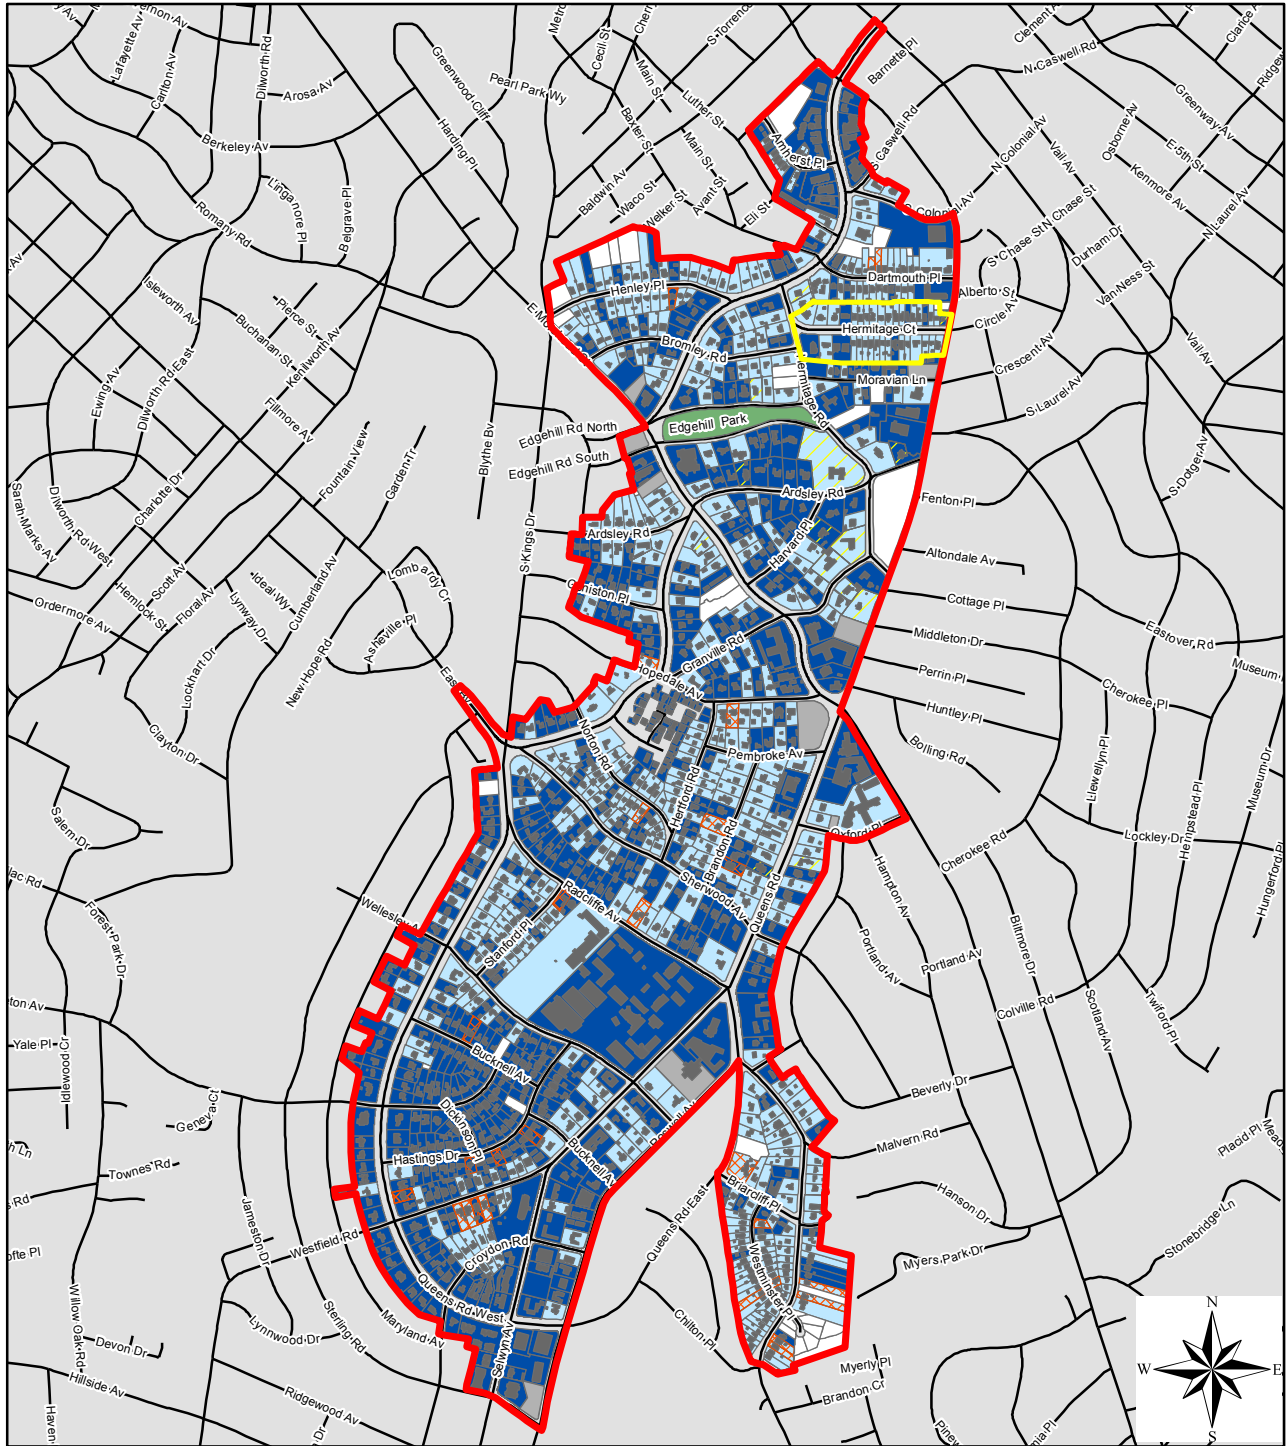 Lafayette Av
Carlton Av
Dilworth Rd
Arosa Av
Berkeley Av
Greenwood Cliff
Harding Pl
Pearl Park Wy
Cecil St
Main St
S Torrence
Luther St
Baxter St
Main St
Baldwin Av
Waco St
Welker St
Avant St
Eli St
Amherst Pl
Barnette Pl
S Caswell Rd
N Caswell Rd
Greenway Av
E 5th St
Osborne Av
Kenmore Av
N Laurel Av
N Colonial Av
Vail Av
N Chase St
S Chase St
Durham Dr
Van Ness St
Vail Av
Linganore Pl
Belgrave Pl
Romany Rd
Isleworth Av
Buchanan St
Pierce St
Kenilworth Av
Fillmore Av
Ewing Av
Dilworth Rd East
Henley Pl
Bromley Rd
Dartmouth Pl
Alberto St
Circle Av
Hermitage Ct
Crescent Av
Moravian Ln
S Laurel Av
Hermitage Rd
Edgehill Park
Edgehill Rd North
Edgehill Rd South
Blythe Bv
Fountain View
Garden Tr
Charlotte Dr
Dilworth Rd West
Sarah Marks Av
Scott Av
Hemlock St
Floral Av
Ordermore Av
Ideal Wy
Lynway Dr
Cumberland Av
Lombardy Cr
Asheville Pl
New Hope Rd
Lockhart Dr
Clayton Dr
S Kings Dr
Ardsley Rd
Ardsley Rd
Harvard Pl
Fenton Pl
S Dotger Av
Altondale Av
Cottage Pl
Middleton Dr
Perrin Pl
Huntley Pl
Eastover Rd
Cherokee Pl
Bolling Rd
Llewellyn Pl
Hempstead Pl
Museum Dr
Granville Rd
Hopedale Av
Norton Rd
Pembroke Av
Hertford Rd
Brandon Rd
Sherwood Av
Queens Rd
Oxford Pl
Cherokee Rd
Lockley Dr
Hungerford Pl
Salem Dr
Forest Park Dr
Radcliffe Av
Stanford Pl
Hampton Av
Portland Av
Portland Av
Biltmore Dr
Colville Rd
Scotland Av
Twiford Pl
Yale Pl
Idlewood Cr
Geneva Ct
Townes Rd
Bucknell Av
Dickinson Pl
Hastings Dr
Bucknell Av
Beverly Dr
Malvern Rd
Hanson Dr
Placid Pl
Stonebridge Ln
Myers Park Dr
Briarcliff Pl
Queens Rd East
Westminster Pl
Jameston Dr
Westfield Rd
Croydon Rd
Queens Rd West
Selwyn Av
Sterling Rd
Maryland Av
Lynnwood Dr
Willow Oak Rd
Devon Dr
Hillside Av
Ridgewood Av
Chilton Pl
Myerly Pl
Brandon Cr
N
W
E
S